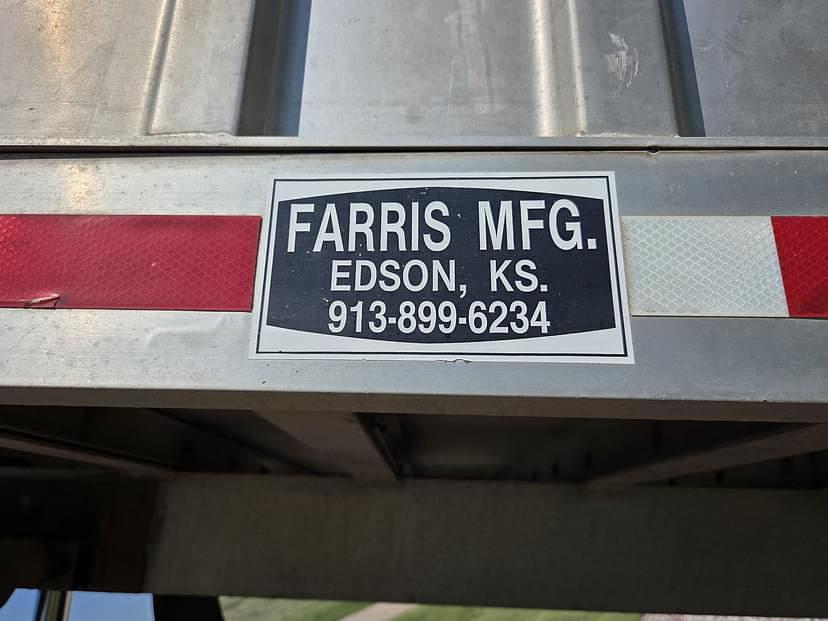 FARRIS MFG.
EDSON, KS.
913-899-6234